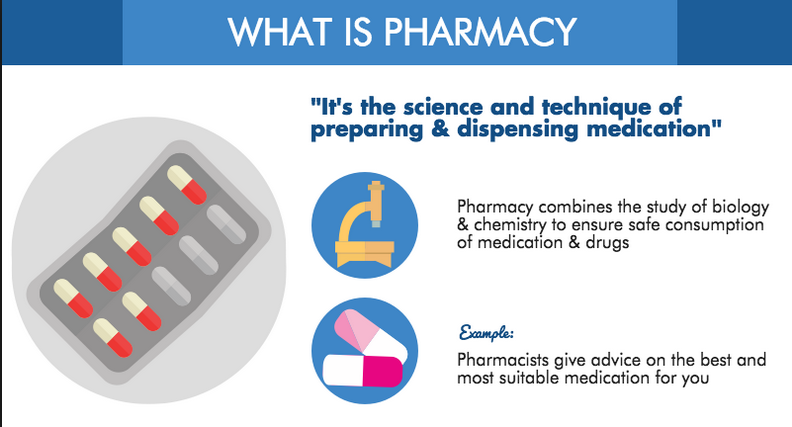 WHAT IS PHARMACY
"It's the science and technique of
preparing & dispensing medication"
Pharmacy combines the study of biology
& chemistry to ensure safe consumption
of medication & drugs
Example:
Pharmacists give advice on the best and
most suitable medication for you